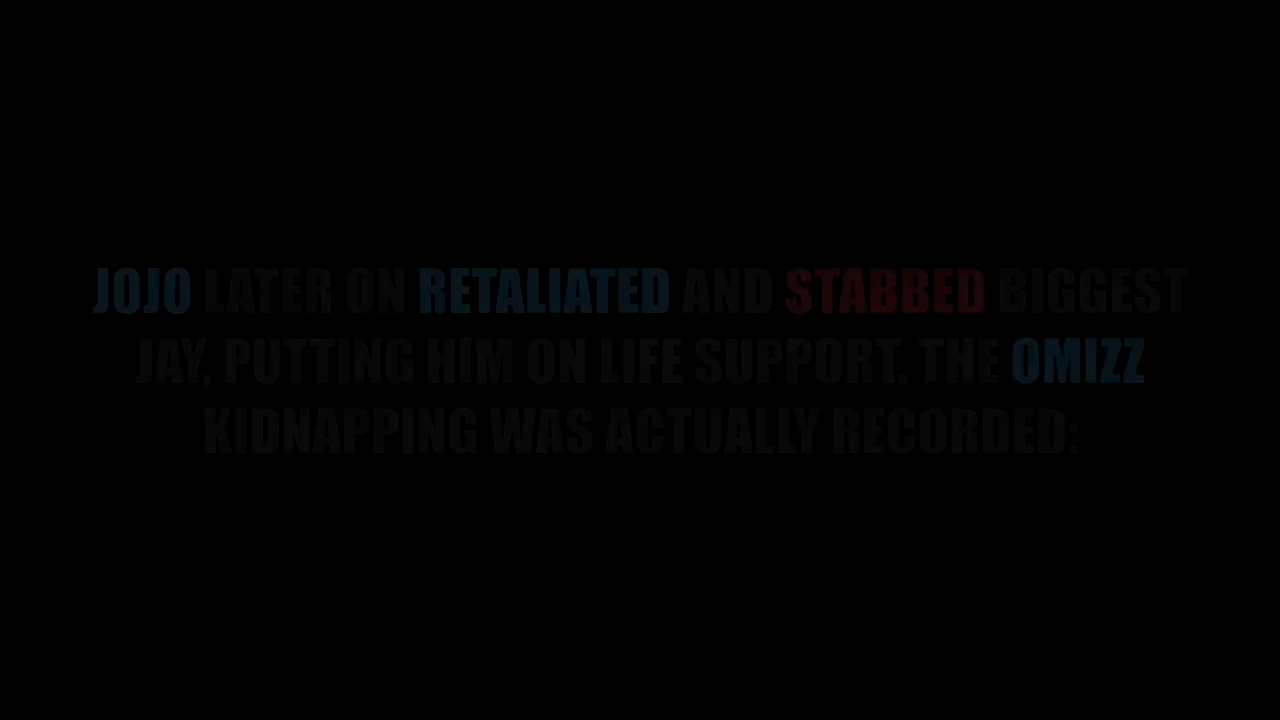 JOJO LATER ON RETALIATED AND STABBED BIGGEST
JAY, PUTTING HIM ON LIFE SUPPORT. THE OMIZZ
KIDNAPPING WAS ACTUALLY RECORDED: